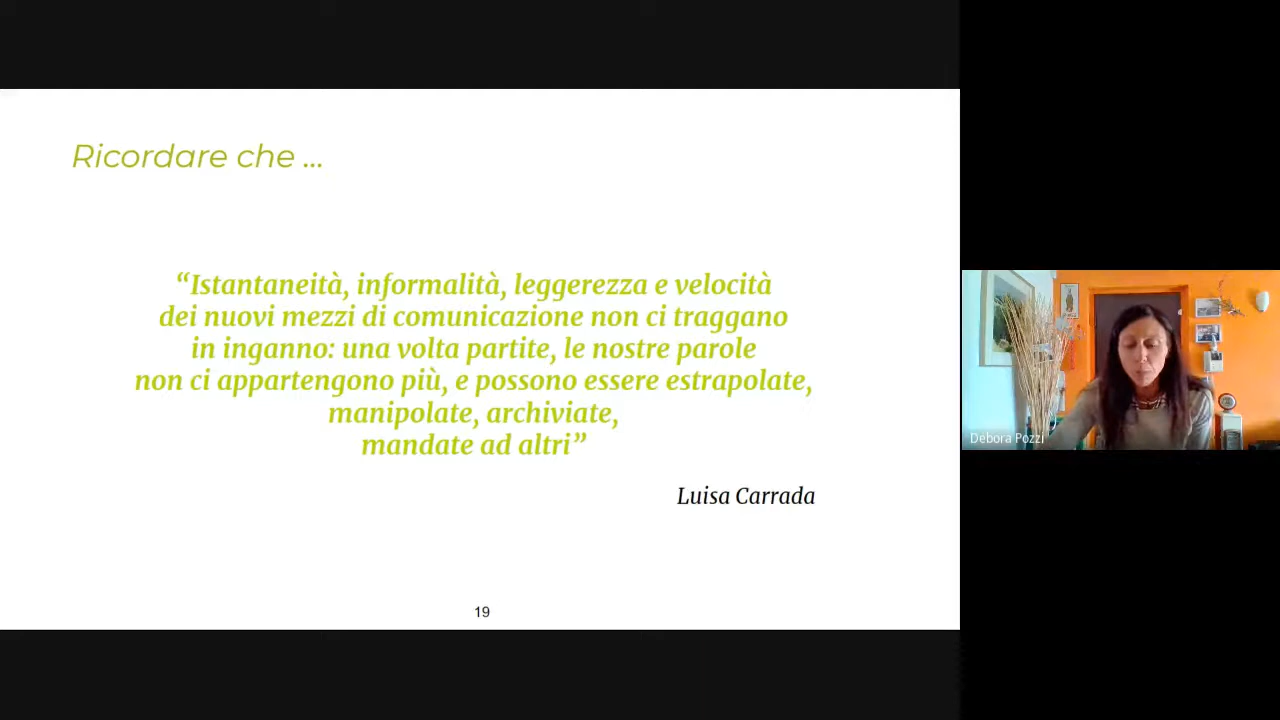 Ricordare che ...
“Istantaneità, informalità, leggerezza e velocità
dei nuovi mezzi di comunicazione non ci traggano
in inganno: una volta partite, le nostre parole
non ci appartengono più, e possono essere estrapolate,
manipolate, archiviate,
mandate ad altri”
Luisa Carrada
19
Debora Pozzi